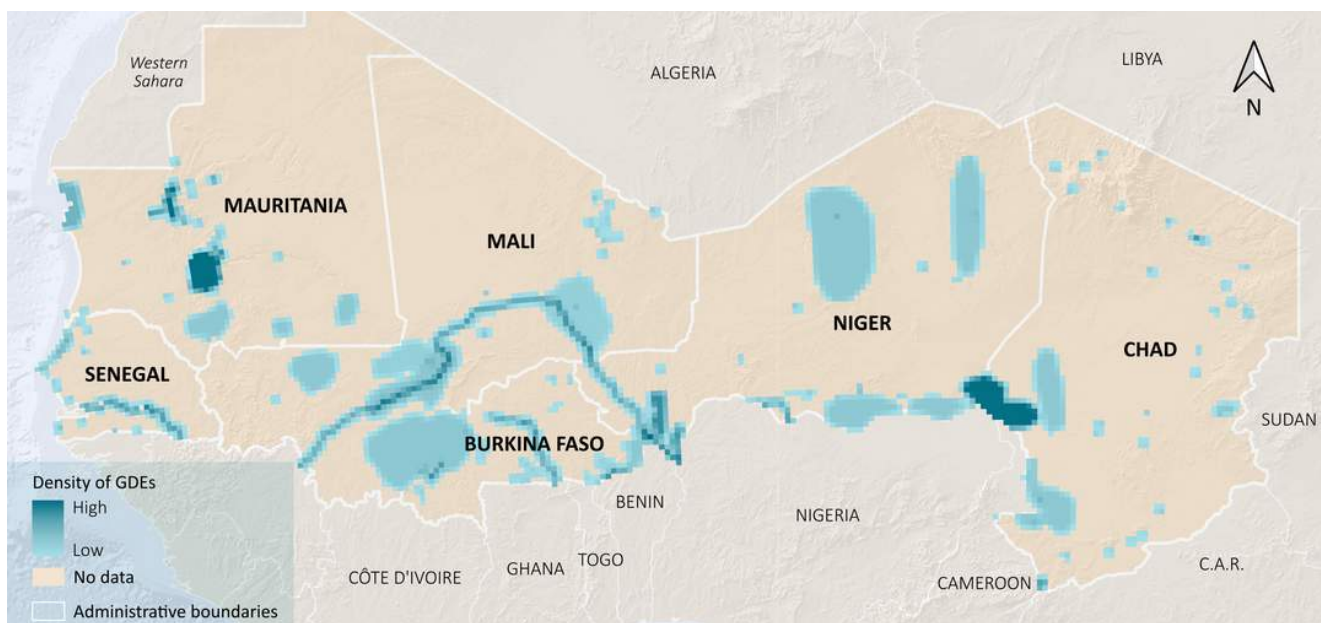 Western
Sahara
ALGERIA
LIBYA
N
MAURITANIA
MALI
NIGER
CHAD
SENEGAL
BURKINA FASO
SUDAN
BENIN
NIGERIA
CÔTE D'IVOIRE
GHANA
TOGO
CAMEROON
C.A.R.
Density of GDEs
High
Low
No data
Administrative boundaries